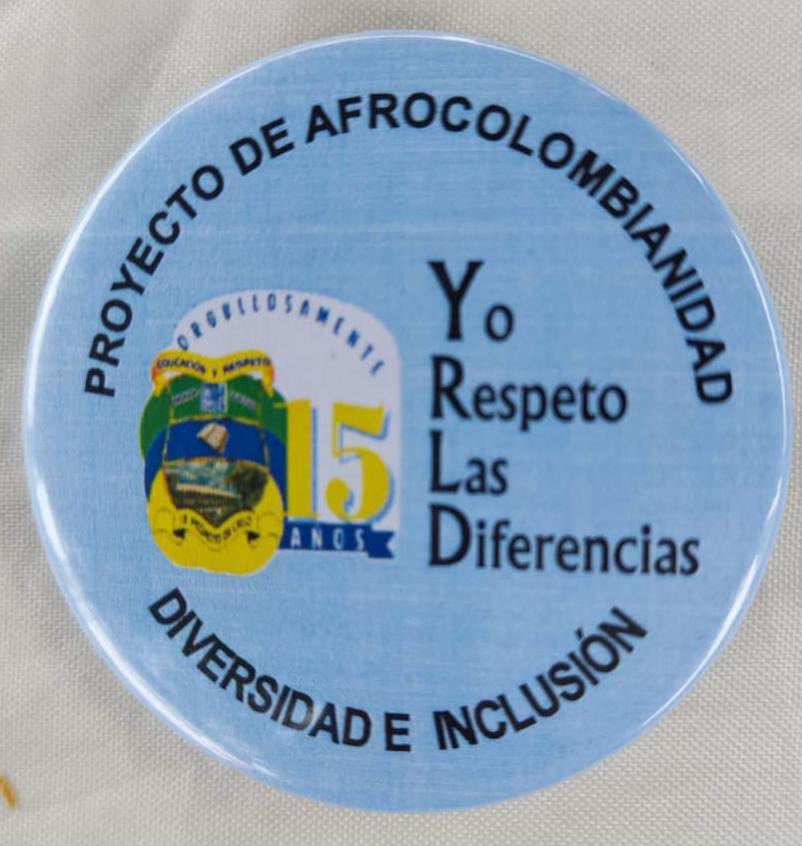 PROYECTO DE AFROCOLOMBIANIDAD
ORGULLOSAMENTE
EDUCACIÓN Y RESPETO
15
AÑOS
Yo
Respeto
Las
Diferencias
DIVERSIDAD E INCLUSIÓN